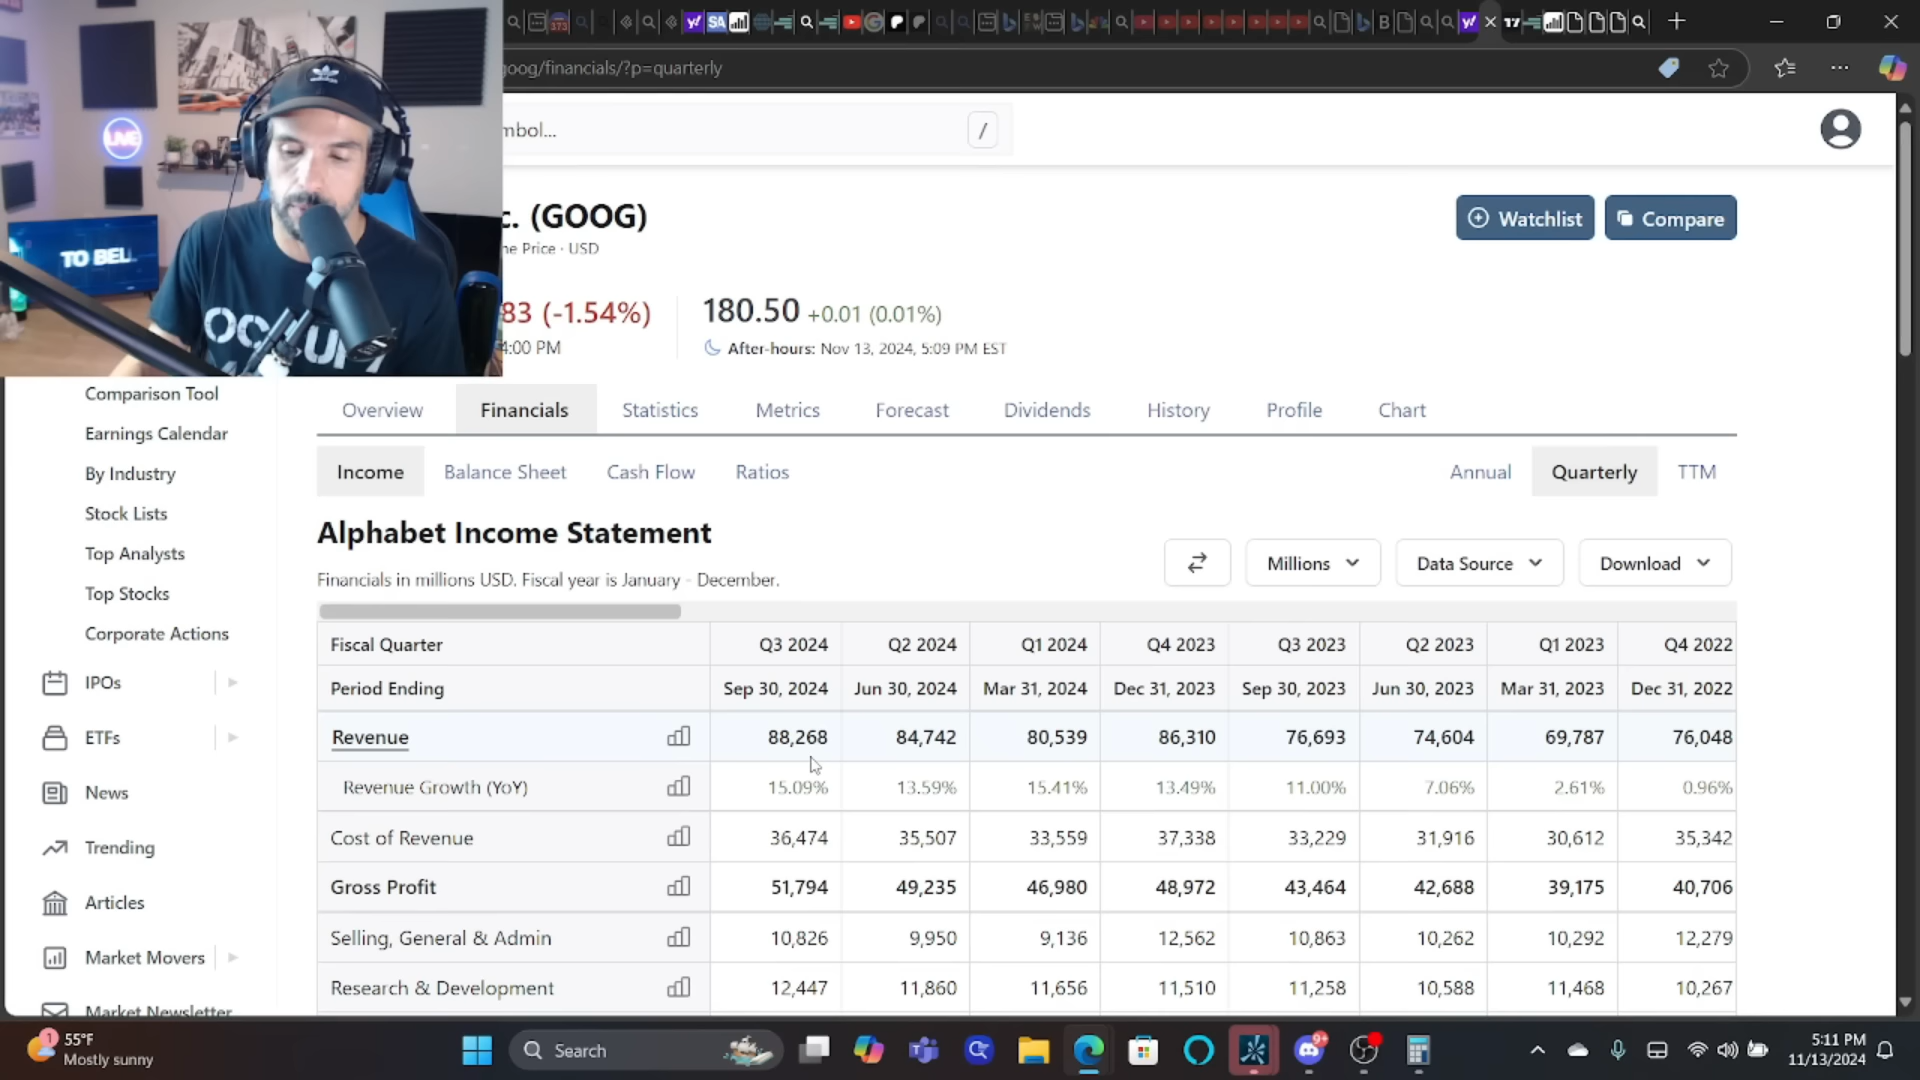 goog/financials/?p=quarterly
LIVE
TO BEL
mbol...
/
c. (GOOG)
ne Price · USD
Watchlist
Compare
83 (-1.54%)
4:00 PM
180.50 +0.01 (0.01%)
After-hours: Nov 13, 2024, 5:09 PM EST
Comparison Tool
Earnings Calendar
By Industry
Stock Lists
Top Analysts
Top Stocks
Corporate Actions
IPOs
ETFs
News
Trending
Articles
Market Movers
Market Newsletter
Overview Financials Statistics Metrics Forecast Dividends History Profile Chart
Income Balance Sheet Cash Flow Ratios Annual Quarterly TTM
Alphabet Income Statement
Financials in millions USD. Fiscal year is January - December.
Millions Data Source Download
Fiscal Quarter Q3 2024 Q2 2024 Q1 2024 Q4 2023 Q3 2023 Q2 2023 Q1 2023 Q4 2022
Period Ending Sep 30, 2024 Jun 30, 2024 Mar 31, 2024 Dec 31, 2023 Sep 30, 2023 Jun 30, 2023 Mar 31, 2023 Dec 31, 2022
Revenue 88,268 84,742 80,539 86,310 76,693 74,604 69,787 76,048
Revenue Growth (YoY) 15.09% 13.59% 15.41% 13.49% 11.00% 7.06% 2.61% 0.96%
Cost of Revenue 36,474 35,507 33,559 37,338 33,229 31,916 30,612 35,342
Gross Profit 51,794 49,235 46,980 48,972 43,464 42,688 39,175 40,706
Selling, General & Admin 10,826 9,950 9,136 12,562 10,863 10,262 10,292 12,279
Research & Development 12,447 11,860 11,656 11,510 11,258 10,588 11,468 10,267
1
55°F
Mostly sunny
Search
9+
5:11 PM
11/13/2024